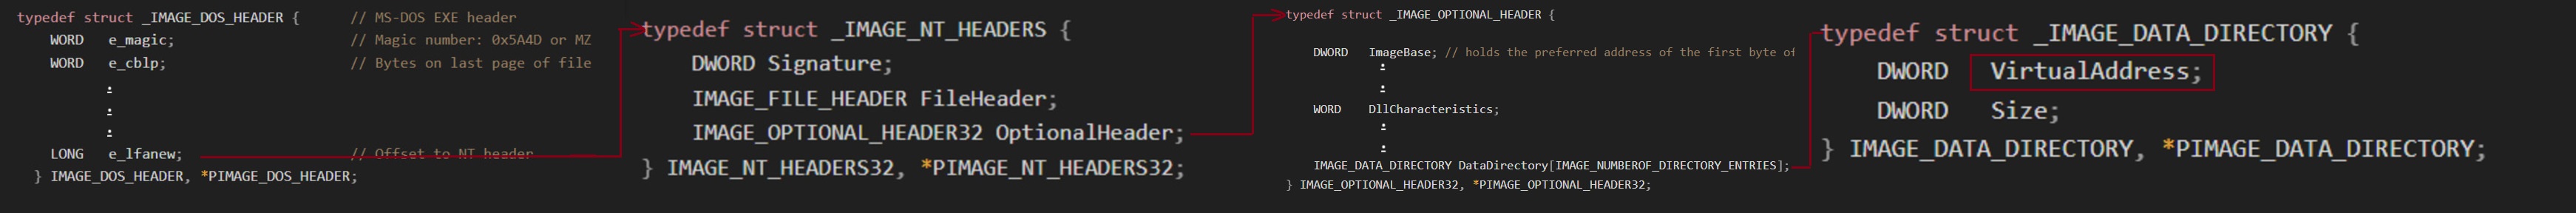 typedef struct _IMAGE_DOS_HEADER {      // MS-DOS EXE header
    WORD   e_magic;                     // Magic number: 0x5A4D or MZ
    WORD   e_cblp;                      // Bytes on last page of file
           .
           .
           .
    LONG   e_lfanew;                    // Offset to NT header
  } IMAGE_DOS_HEADER, *PIMAGE_DOS_HEADER;
typedef struct _IMAGE_NT_HEADERS {
    DWORD Signature;
    IMAGE_FILE_HEADER FileHeader;
    IMAGE_OPTIONAL_HEADER32 OptionalHeader;
} IMAGE_NT_HEADERS32, *PIMAGE_NT_HEADERS32;
typedef struct _IMAGE_OPTIONAL_HEADER {
    DWORD   ImageBase; // holds the preferred address of the first byte of
            .
            .
    WORD    DllCharacteristics;
            .
            .
            .
    IMAGE_DATA_DIRECTORY DataDirectory[IMAGE_NUMBEROF_DIRECTORY_ENTRIES];
} IMAGE_OPTIONAL_HEADER32, *PIMAGE_OPTIONAL_HEADER32;
typedef struct _IMAGE_DATA_DIRECTORY {
    DWORD   VirtualAddress;
    DWORD   Size;
} IMAGE_DATA_DIRECTORY, *PIMAGE_DATA_DIRECTORY;